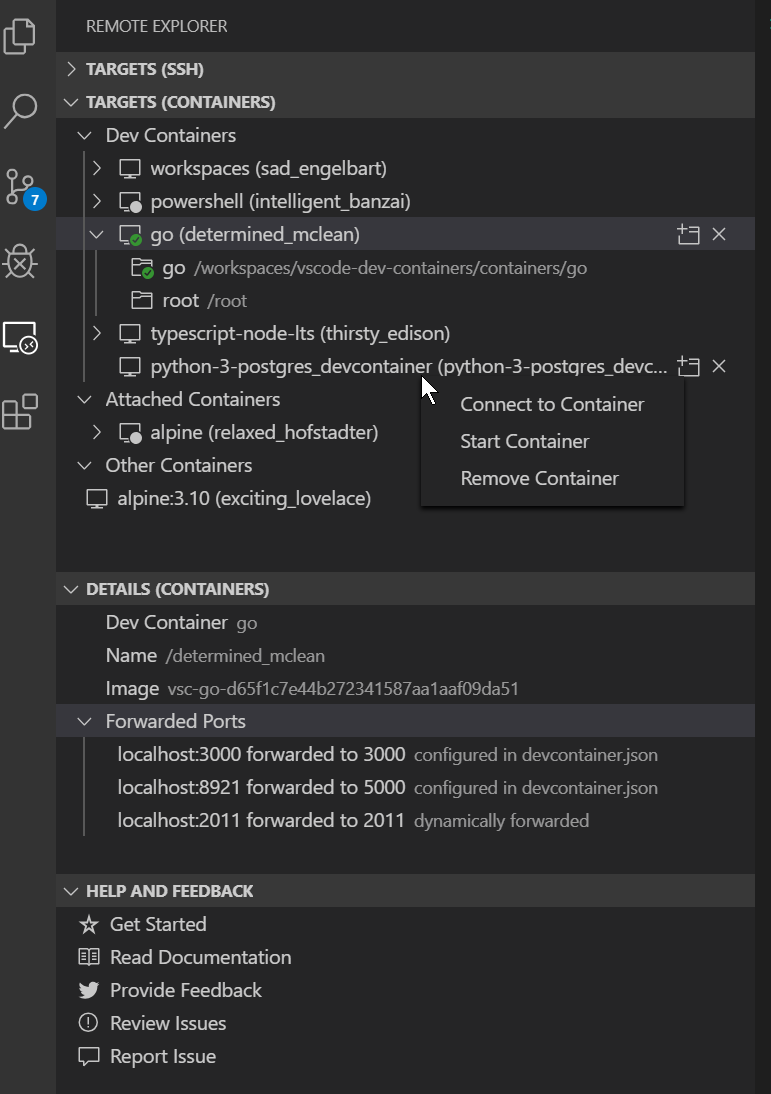 REMOTE EXPLORER
TARGETS (SSH)
TARGETS (CONTAINERS)
Dev Containers
workspaces (sad_engelbart)
powershell (intelligent_banzai)
7
go (determined_mclean)
go /workspaces/vscode-dev-containers/containers/go
root /root
typescript-node-lts (thirsty_edison)
python-3-postgres_devcontainer (python-3-postgres_devc...
Attached Containers
Connect to Container
alpine (relaxed_hofstadter)
Start Container
Other Containers
Remove Container
alpine:3.10 (exciting_lovelace)
DETAILS (CONTAINERS)
Dev Container go
Name /determined_mclean
Image vsc-go-d65f1c7e44b272341587aa1aaf09da51
Forwarded Ports
localhost:3000 forwarded to 3000 configured in devcontainer.json
localhost:8921 forwarded to 5000 configured in devcontainer.json
localhost:2011 forwarded to 2011 dynamically forwarded
HELP AND FEEDBACK
Get Started
Read Documentation
Provide Feedback
Review Issues
Report Issue